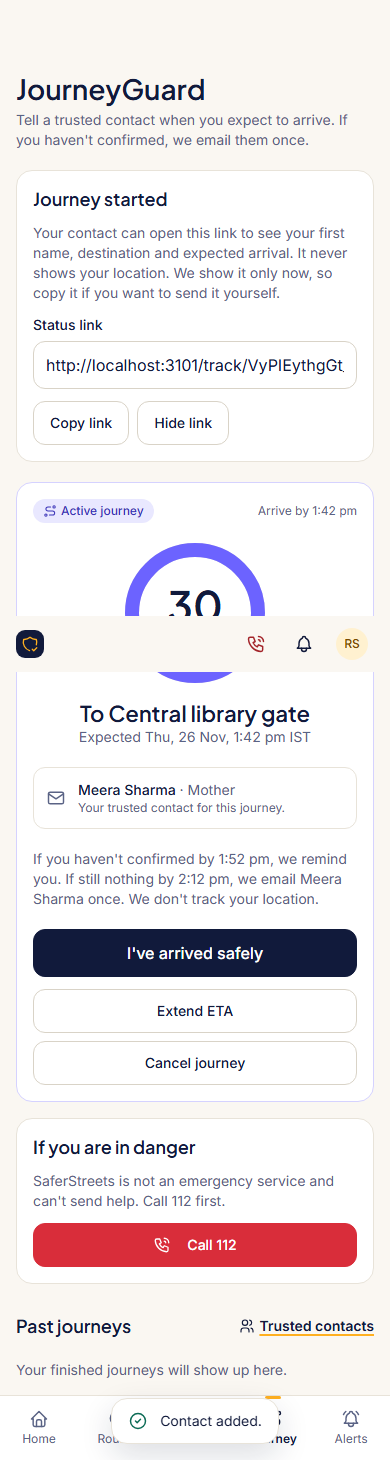 JourneyGuard
Tell a trusted contact when you expect to arrive. If
you haven't confirmed, we email them once.
Journey started
Your contact can open this link to see your first
name, destination and expected arrival. It never
shows your location. We show it only now, so
copy it if you want to send it yourself.
Status link
http://localhost:3101/track/VyPIEythgGt
Copy link
Hide link
Active journey
Arrive by 1:42 pm
30
RS
To Central library gate
Expected Thu, 26 Nov, 1:42 pm IST
Meera Sharma · Mother
Your trusted contact for this journey.
If you haven't confirmed by 1:52 pm, we remind
you. If still nothing by 2:12 pm, we email Meera
Sharma once. We don't track your location.
I've arrived safely
Extend ETA
Cancel journey
If you are in danger
SaferStreets is not an emergency service and
can't send help. Call 112 first.
Call 112
Past journeys
Trusted contacts
Your finished journeys will show up here.
Contact added.
Home
Alerts